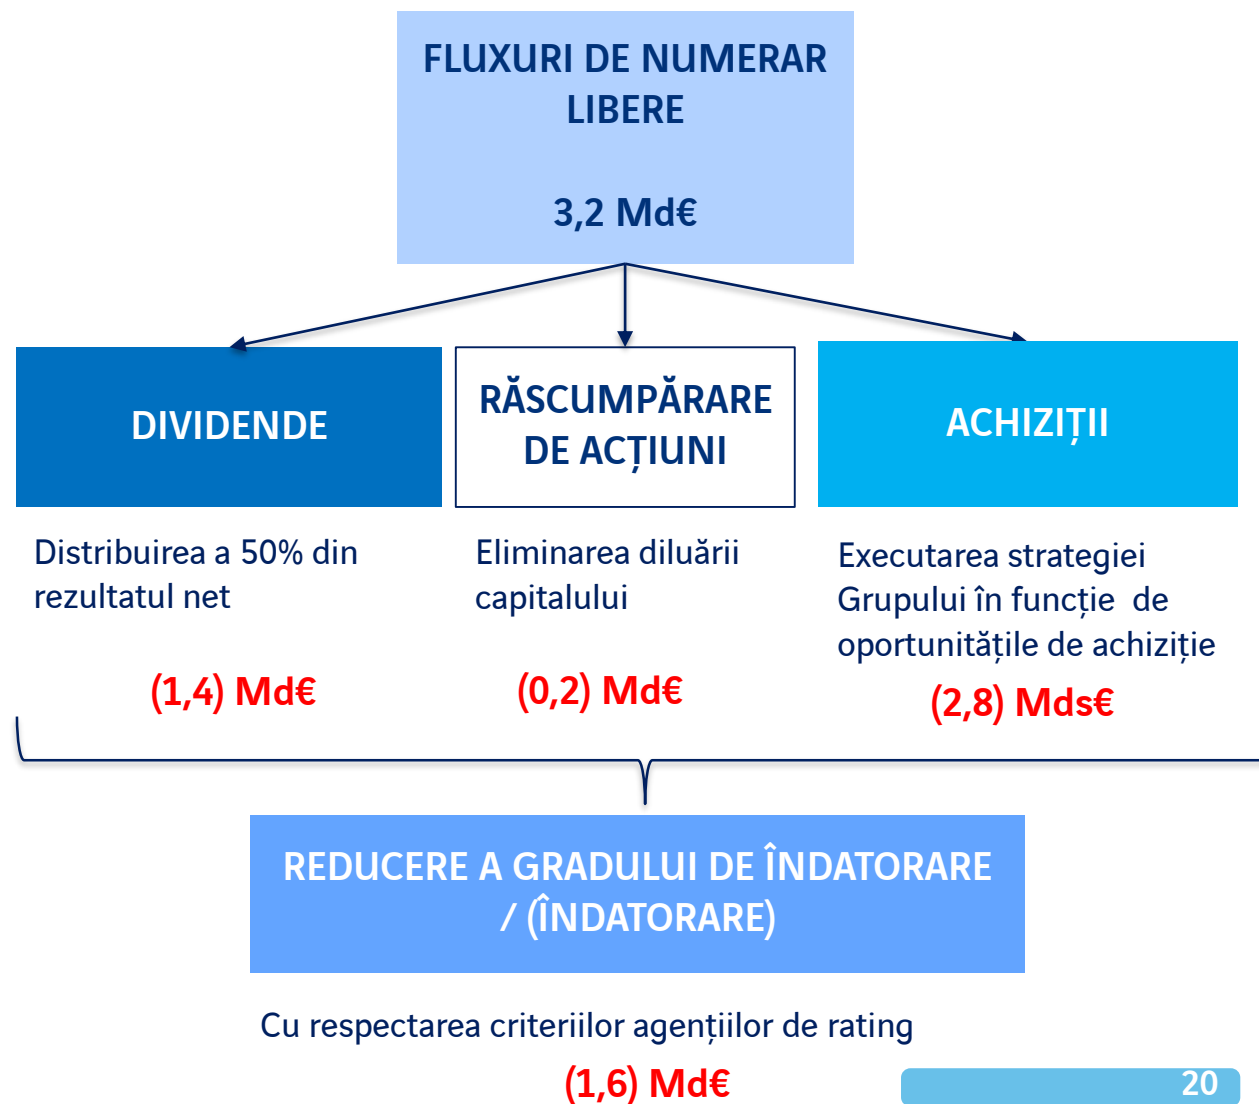 FLUXURI DE NUMERAR
LIBERE
3,2 Md€
DIVIDENDE
RĂSCUMPĂRARE
DE ACȚIUNI
ACHIZIȚII
Distribuirea a 50% din
rezultatul net
(1,4) Md€
Eliminarea diluării
capitalului
(0,2) Md€
Executarea strategiei
Grupului în funcție  de
oportunitățile de achiziție
(2,8) Mds€
REDUCERE A GRADULUI DE ÎNDATORARE
/ (ÎNDATORARE)
Cu respectarea criteriilor agențiilor de rating
(1,6) Md€
20